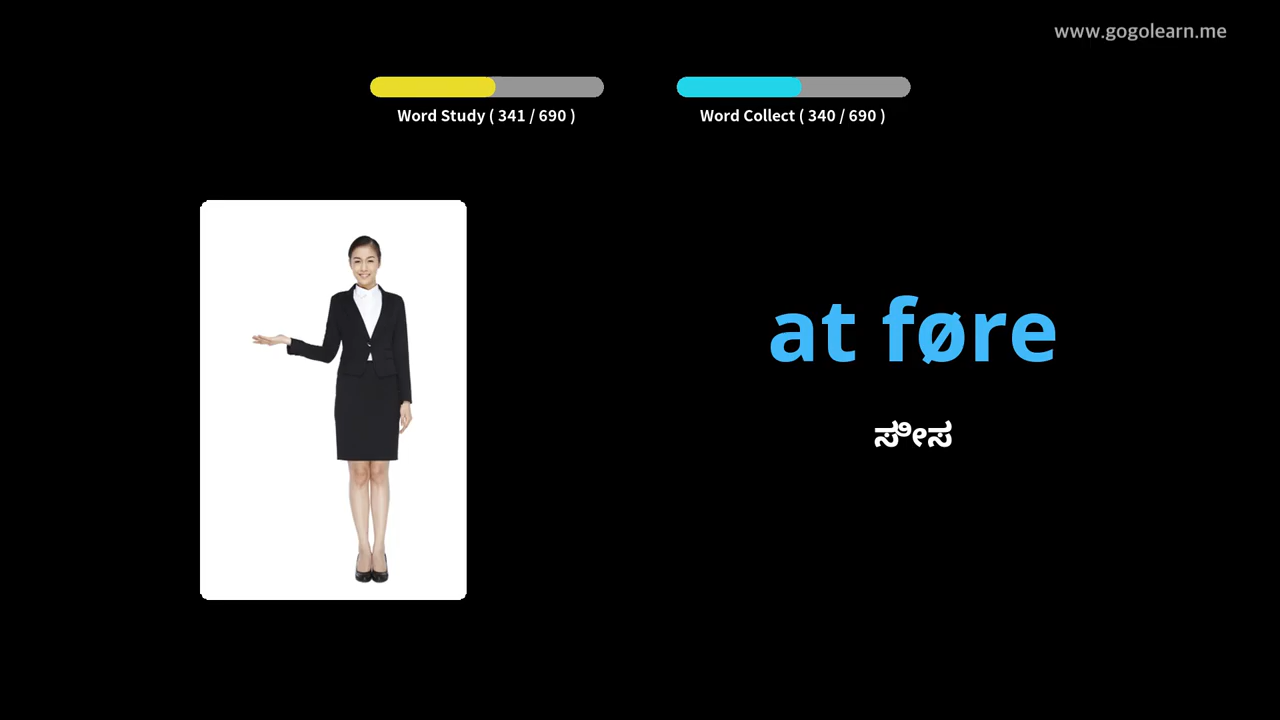 www.gogolearn.me
Word Study ( 341 / 690 )
Word Collect ( 340 / 690 )
at føre
ಸೀಸ